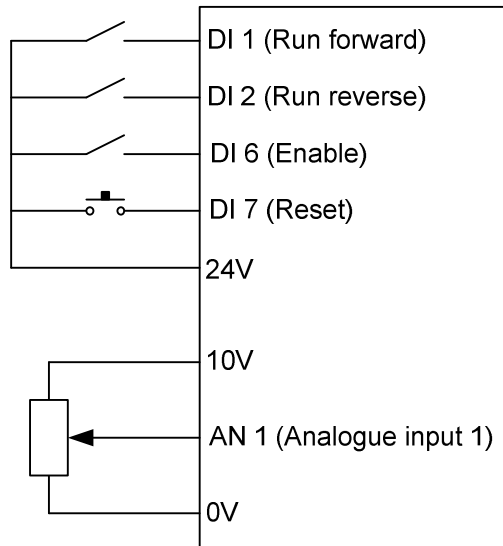 DI 1 (Run forward)
DI 2 (Run reverse)
DI 6 (Enable)
DI 7 (Reset)
24V
10V
AN 1 (Analogue input 1)
0V